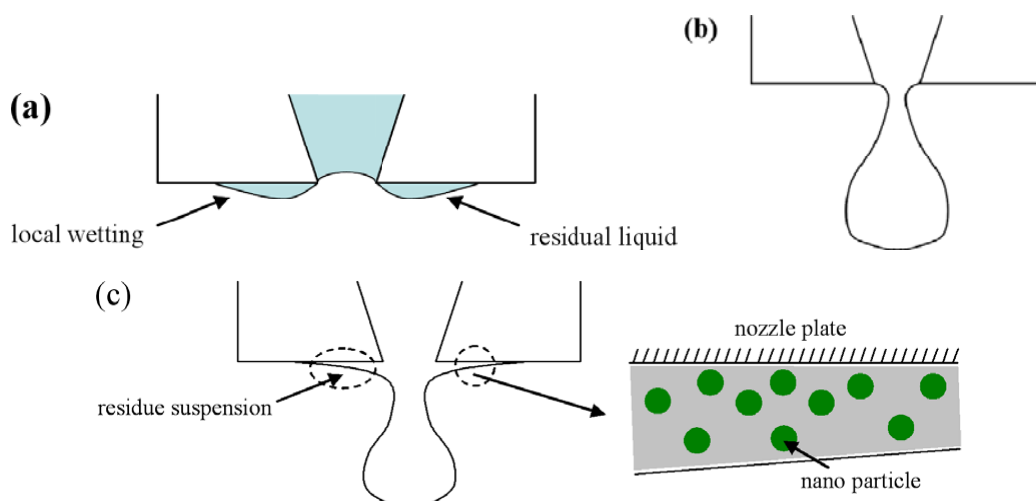 (a)
local wetting
residual liquid
(b)
(c)
residue suspension
nozzle plate
nano particle